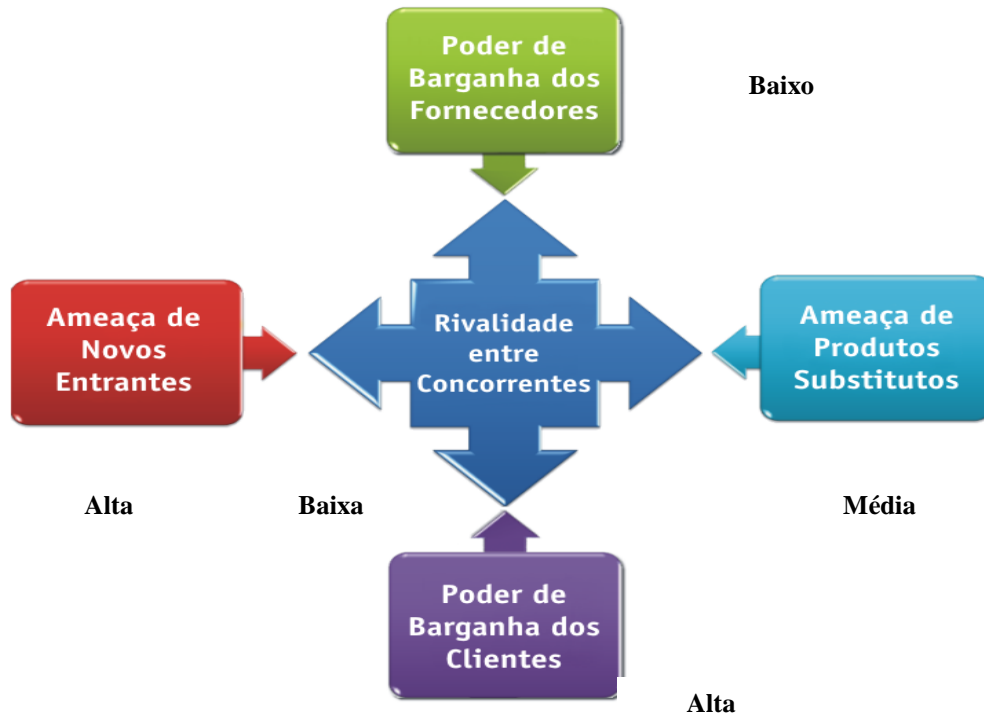 Poder de
Barganha dos
Fornecedores
Baixo
Ameaça de
Novos
Entrantes
Rivalidade
entre
Concorrentes
Ameaça de
Produtos
Substitutos
Alta
Baixa
Média
Poder de
Barganha dos
Clientes
Alta